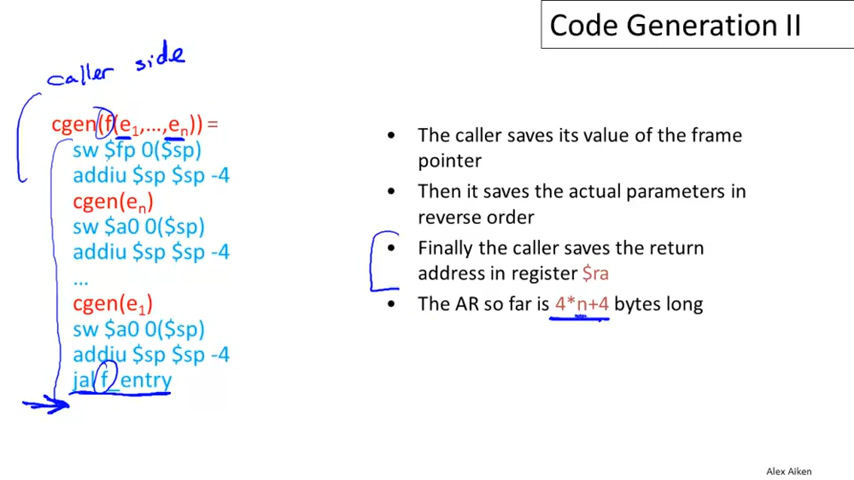 Code Generation II
caller side
cgen(f(e₁,…,eₙ)) =
sw $fp 0($sp)
addiu $sp $sp -4
cgen(eₙ)
sw $a0 0($sp)
addiu $sp $sp -4
…
cgen(e₁)
sw $a0 0($sp)
addiu $sp $sp -4
jal f_entry
• The caller saves its value of the frame
pointer
• Then it saves the actual parameters in
reverse order
• Finally the caller saves the return
address in register $ra
• The AR so far is 4*n+4 bytes long
Alex Aiken